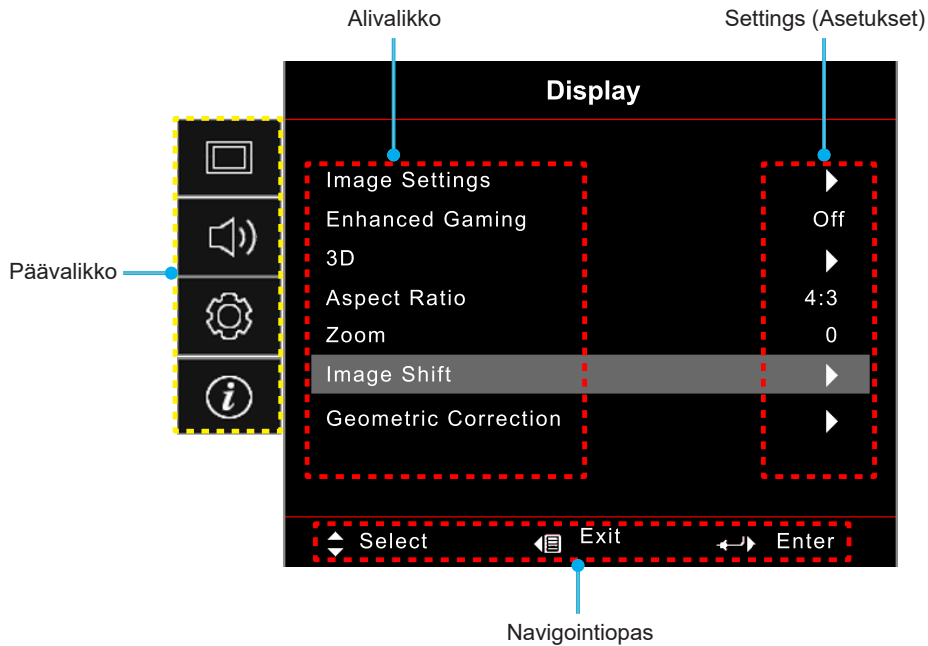 Alivalikko
Settings (Asetukset)
Display
Päävalikko
Image Settings
Enhanced Gaming Off
3D
Aspect Ratio 4:3
Zoom 0
Image Shift
Geometric Correction
Select Exit Enter
Navigointiopas